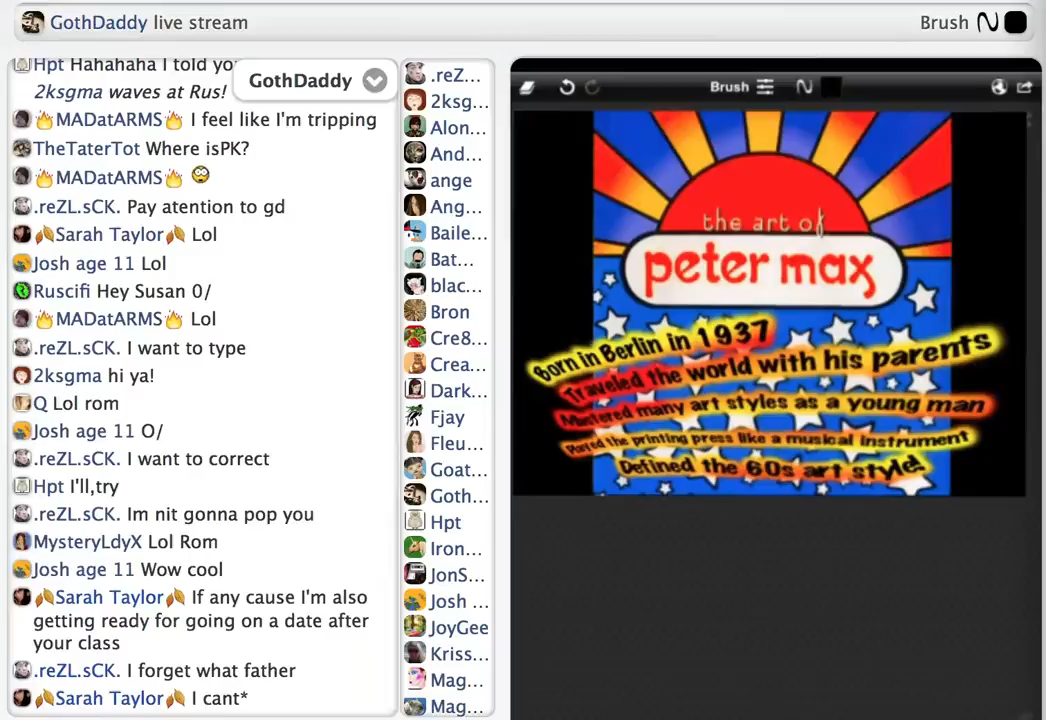 GothDaddy live stream
Brush
Hpt Hahahaha I told yo
GothDaddy
2ksgma waves at Rus!
MADatARMS I feel like I'm tripping
TheTaterTot Where isPK?
MADatARMS
.reZL.sCK. Pay atention to gd
Sarah Taylor Lol
Josh age 11 Lol
Ruscifi Hey Susan 0/
MADatARMS Lol
.reZL.sCK. I want to type
2ksgma hi ya!
Q Lol rom
Josh age 11 O/
.reZL.sCK. I want to correct
Hpt I'll,try
.reZL.sCK. Im nit gonna pop you
MysteryLdyX Lol Rom
Josh age 11 Wow cool
Sarah Taylor If any cause I'm also
getting ready for going on a date after
your class
.reZL.sCK. I forget what father
Sarah Taylor I cant*
.reZ...
2ksg...
Alon...
And...
ange
Ang...
Baile...
Bat...
blac...
Bron
Cre8...
Crea...
Dark...
Fjay
Fleu...
Goat...
Goth...
Hpt
Iron...
JonS...
Josh ...
JoyGee
Kriss...
Mag...
Mag...
Brush
the art of
peter max
Born in Berlin in 1937
Traveled the world with his parents
Mastered many art styles as a young man
Played the printing press like a musical instrument
Defined the 60s art style!